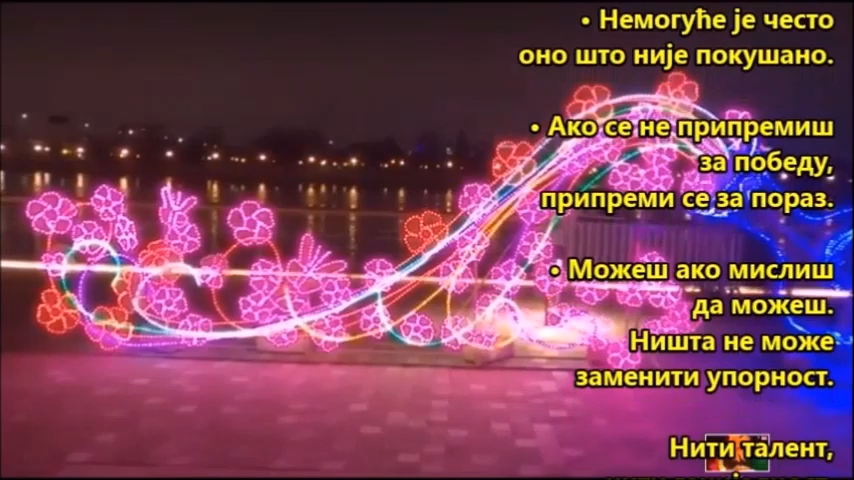 • Немогуће је често
оно што није покушано.
• Ако се не припремиш
за победу,
припреми се за пораз.
• Можеш ако мислиш
да можеш.
Ништа не може
заменити упорност.
Нити талент,